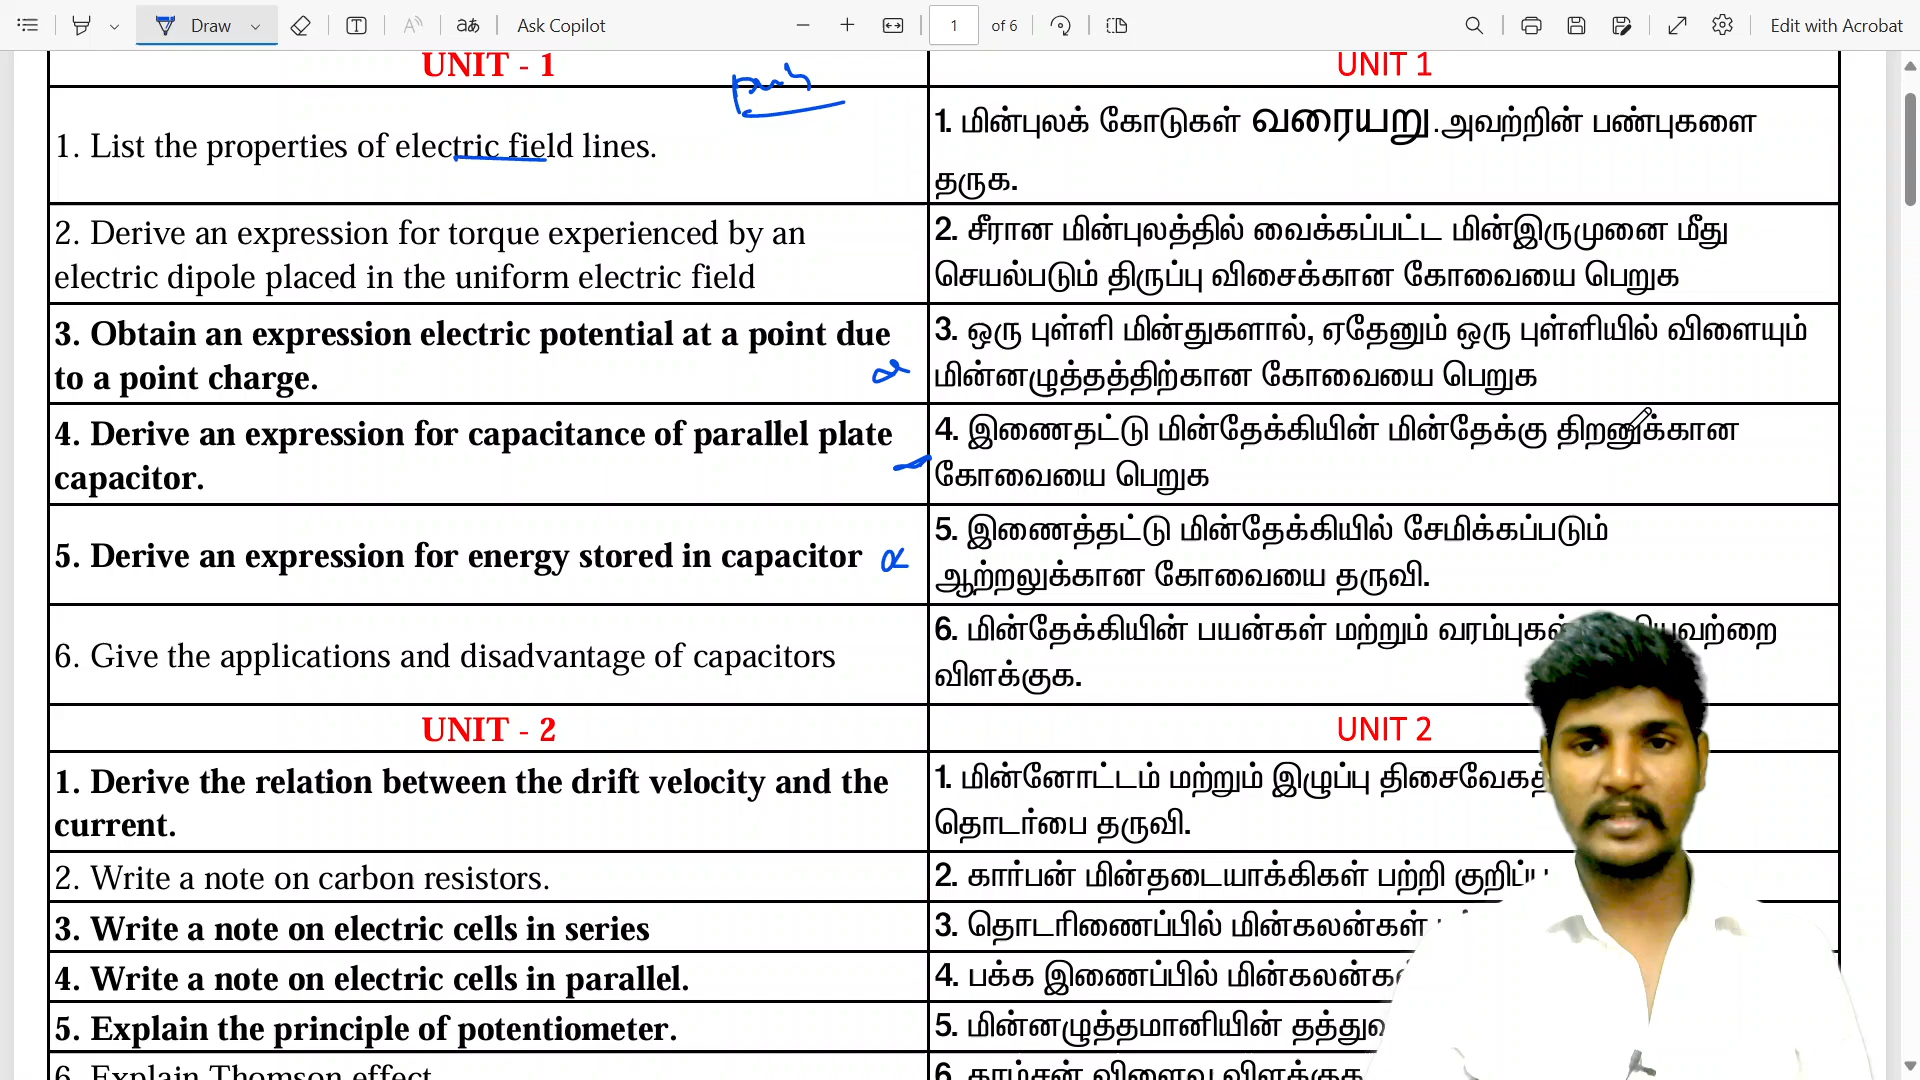 Draw
Ask Copilot
1 of 6
Edit with Acrobat
UNIT - 1
UNIT 1
1. List the properties of electric field lines.
1. மின்புலக் கோடுகள் வரையறு.அவற்றின் பண்புகளை
தருக.
2. Derive an expression for torque experienced by an
electric dipole placed in the uniform electric field
2. சீரான மின்புலத்தில் வைக்கப்பட்ட மின்இருமுனை மீது
செயல்படும் திருப்பு விசைக்கான கோவையை பெறுக
3. Obtain an expression electric potential at a point due
to a point charge.
3. ஒரு புள்ளி மின்துகளால், ஏதேனும் ஒரு புள்ளியில் விளையும்
மின்னழுத்தத்திற்கான கோவையை பெறுக
4. Derive an expression for capacitance of parallel plate
capacitor.
4. இணைதட்டு மின்தேக்கியின் மின்தேக்கு திறனுக்கான
கோவையை பெறுக
5. Derive an expression for energy stored in capacitor
5. இணைத்தட்டு மின்தேக்கியில் சேமிக்கப்படும்
ஆற்றலுக்கான கோவையை தருவி.
6. Give the applications and disadvantage of capacitors
6. மின்தேக்கியின் பயன்கள் மற்றும்
விளக்குக.
UNIT - 2
UNIT 2
1. Derive the relation between the drift velocity and the
current.
1. மின்னோட்டம் மற்றும் இழுப்பு
தொடர்பை தருவி.
2. Write a note on carbon resistors.
2. கார்பன் மின்தடையாக்கிகள் பற்றி
3. Write a note on electric cells in series
3. தொடரிணைப்பில் மின்கலன்கள்
4. Write a note on electric cells in parallel.
4. பக்க இணைப்பில்
5. Explain the principle of potentiometer.
5. மின்னழுத்தமானியின்
6. Explain Thomson effect
6. தாம்சன் விளைவு விளக்குக